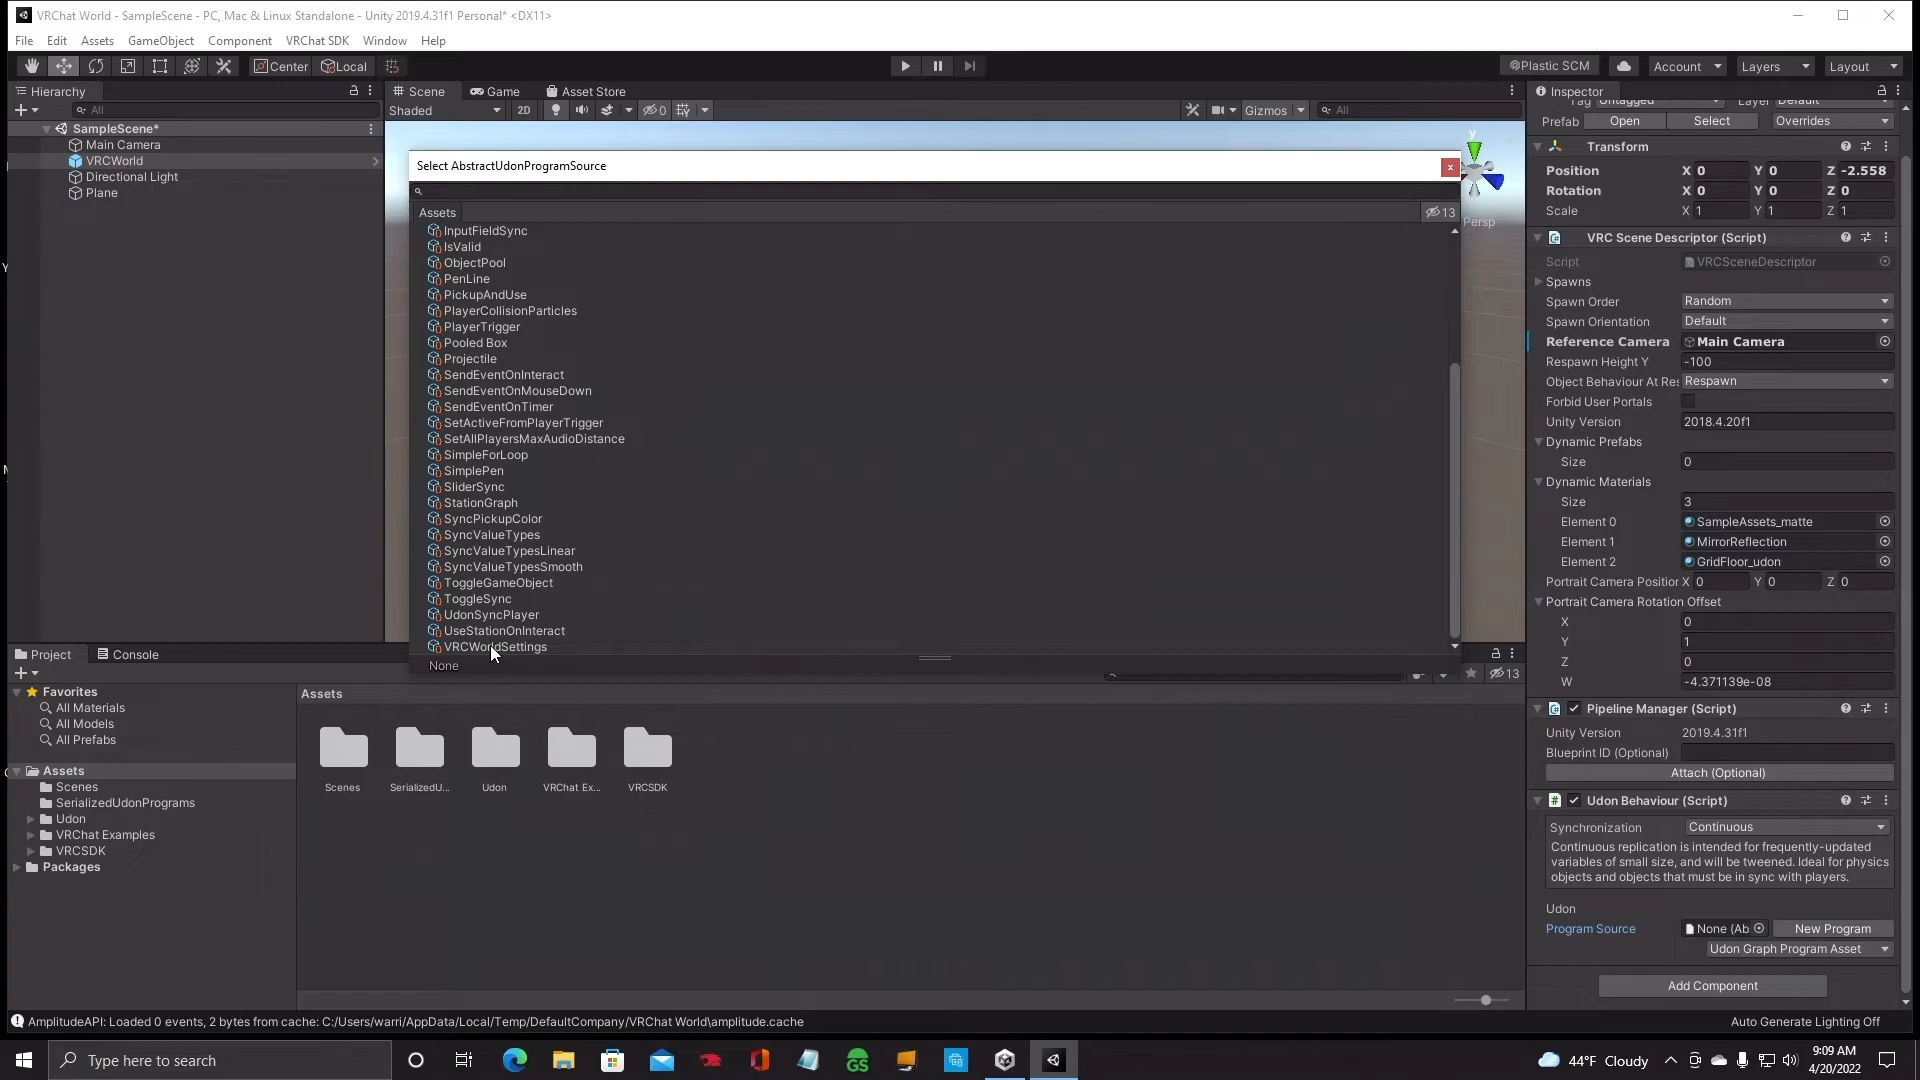 VRChat World - SampleScene - PC, Mac & Linux Standalone - Unity 2019.4.31f1 Personal* <DX11>
File Edit Assets GameObject Component VRChat SDK Window Help
Center Local Plastic SCM Account Layers Layout
Hierarchy
All
SampleScene*
Main Camera
VRCWorld
Directional Light
Plane
Scene Game Asset Store
Shaded 2D 0 Gizmos All
y
Persp
Select AbstractUdonProgramSource
Assets 13
InputFieldSync
IsValid
ObjectPool
PenLine
PickupAndUse
PlayerCollisionParticles
PlayerTrigger
Pooled Box
Projectile
SendEventOnInteract
SendEventOnMouseDown
SendEventOnTimer
SetActiveFromPlayerTrigger
SetAllPlayersMaxAudioDistance
SimpleForLoop
SimplePen
SliderSync
StationGraph
SyncPickupColor
SyncValueTypes
SyncValueTypesLinear
SyncValueTypesSmooth
ToggleGameObject
ToggleSync
UdonSyncPlayer
UseStationOnInteract
VRCWorldSettings
None
Inspector
Tag Untagged Layer Default
Prefab Open Select Overrides
Transform
Position X 0 Y 0 Z -2.558
Rotation X 0 Y 0 Z 0
Scale X 1 Y 1 Z 1
VRC Scene Descriptor (Script)
Script VRCSceneDescriptor
Spawns
Spawn Order Random
Spawn Orientation Default
Reference Camera Main Camera
Respawn Height Y -100
Object Behaviour At Res Respawn
Forbid User Portals
Unity Version 2018.4.20f1
Dynamic Prefabs
Size 0
Dynamic Materials
Size 3
Element 0 SampleAssets_matte
Element 1 MirrorReflection
Element 2 GridFloor_udon
Portrait Camera Position X 0 Y 0 Z 0
Portrait Camera Rotation Offset
X 0
Y 1
Z 0
W -4.371139e-08
Pipeline Manager (Script)
Unity Version 2019.4.31f1
Blueprint ID (Optional)
Attach (Optional)
Udon Behaviour (Script)
Synchronization Continuous
Continuous replication is intended for frequently-updated
variables of small size, and will be tweened. Ideal for physics
objects and objects that must be in sync with players.
Udon
Program Source None (Ab New Program
Udon Graph Program Asset
Add Component
Project Console
13
Favorites
All Materials
All Models
All Prefabs
Assets
Scenes
SerializedUdonPrograms
Udon
VRChat Examples
VRCSDK
Packages
Assets
Scenes SerializedU... Udon VRChat Ex... VRCSDK
AmplitudeAPI: Loaded 0 events, 2 bytes from cache: C:/Users/warri/AppData/Local/Temp/DefaultCompany/VRChat World\amplitude.cache
Auto Generate Lighting Off
Type here to search
GS
44°F Cloudy
9:09 AM
4/20/2022